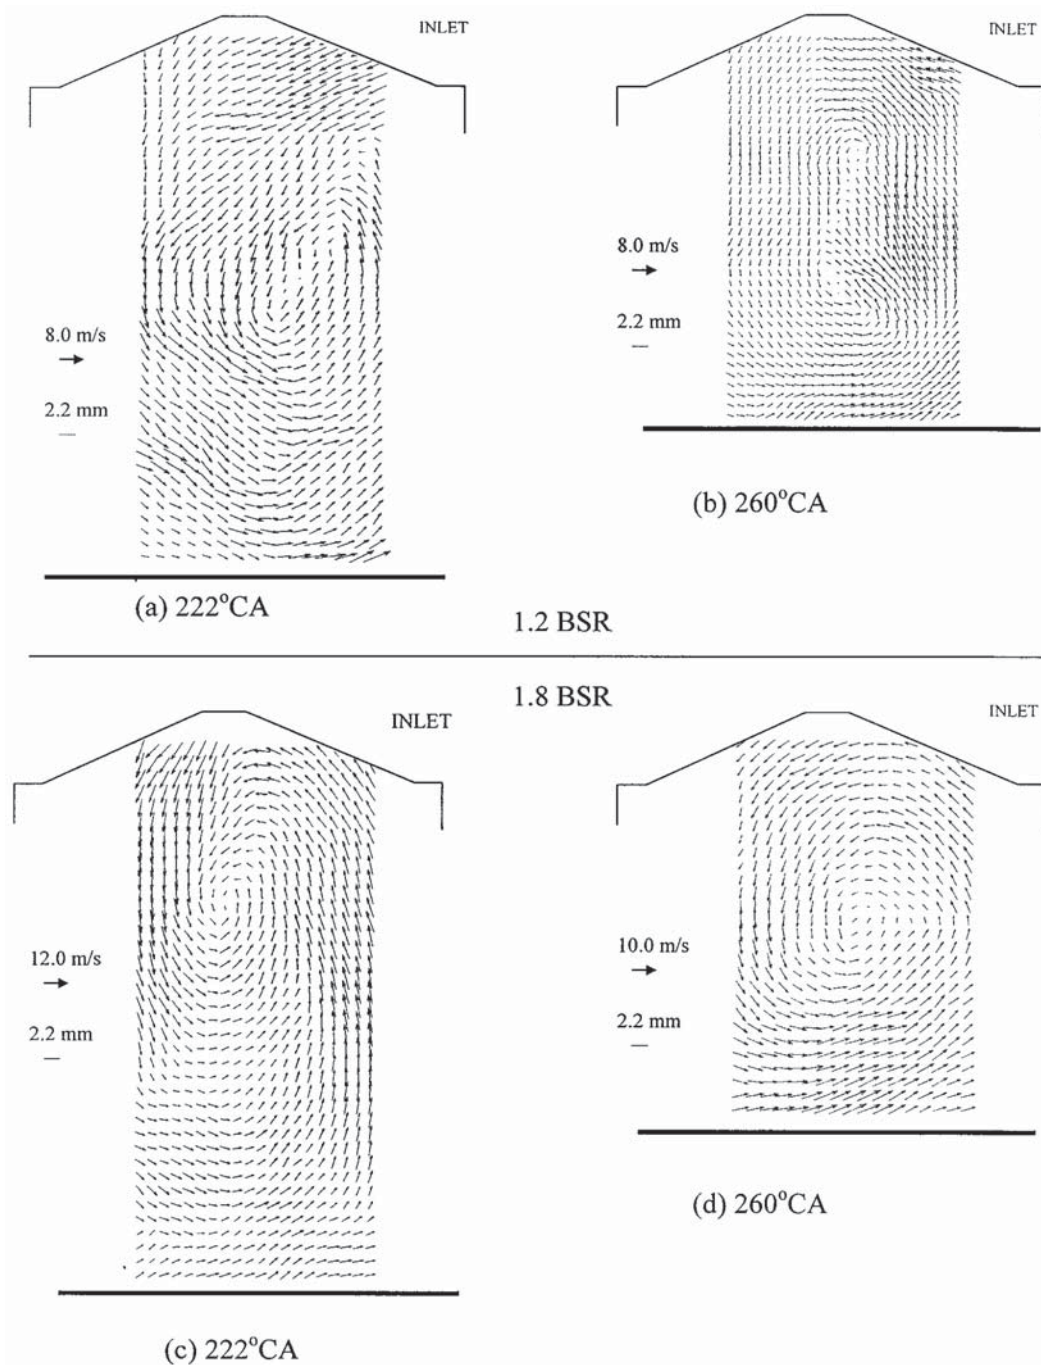 INLET
8.0 m/s
2.2 mm
(a) 222°CA
INLET
8.0 m/s
2.2 mm
(b) 260°CA
1.2 BSR
1.8 BSR
INLET
12.0 m/s
2.2 mm
(c) 222°CA
INLET
10.0 m/s
2.2 mm
(d) 260°CA